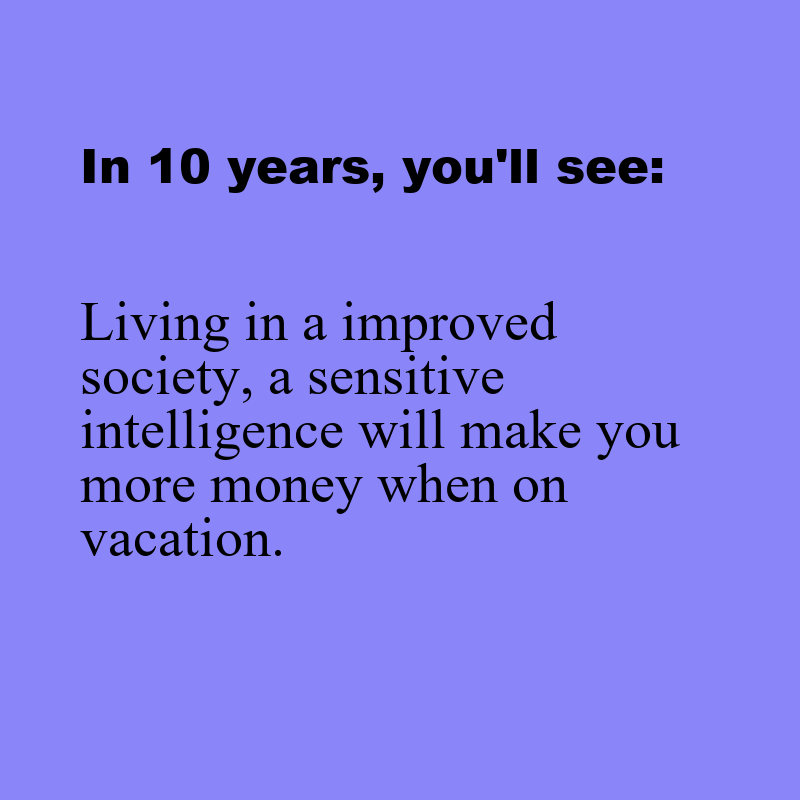 In 10 years, you'll see:
Living in a improved
society, a sensitive
intelligence will make you
more money when on
vacation.